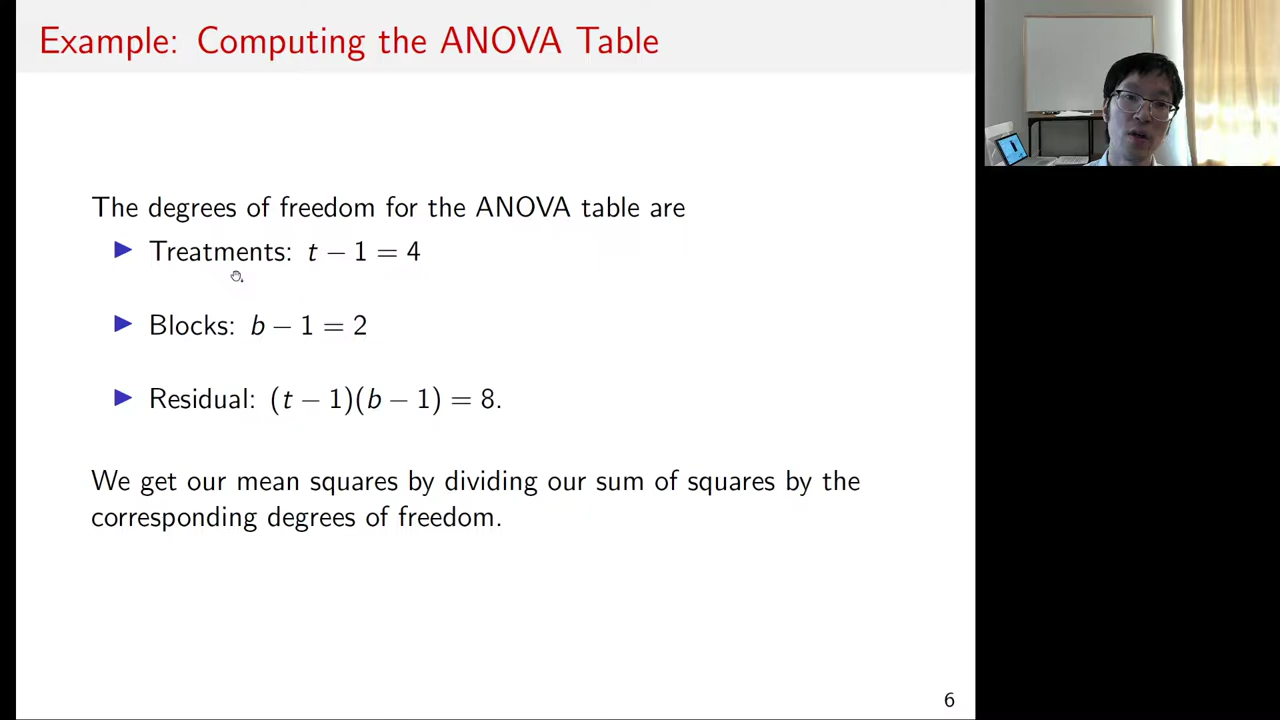 Example: Computing the ANOVA Table
The degrees of freedom for the ANOVA table are
▶ Treatments: t − 1 = 4
▶ Blocks: b − 1 = 2
▶ Residual: (t − 1)(b − 1) = 8.
We get our mean squares by dividing our sum of squares by the
corresponding degrees of freedom.
6